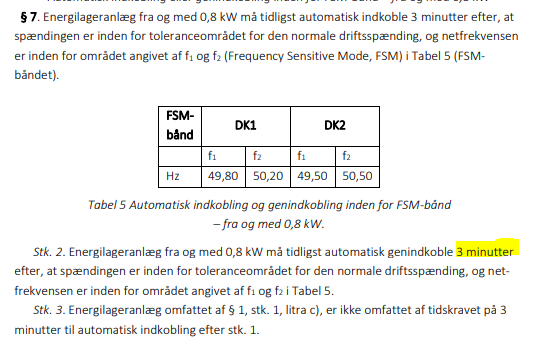 § 7. Energilageranlæg fra og med 0,8 kW må tidligst automatisk indkoble 3 minutter efter, at
spændingen er inden for toleranceområdet for den normale driftsspænding, og netfrekvensen
er inden for området angivet af f₁ og f₂ (Frequency Sensitive Mode, FSM) i Tabel 5 (FSM-
båndet).
FSM-
bånd DK1 DK2
f₁ f₂ f₁ f₂
Hz 49,80 50,20 49,50 50,50
Tabel 5 Automatisk indkobling og genindkobling inden for FSM-bånd
– fra og med 0,8 kW.
Stk. 2. Energilageranlæg fra og med 0,8 kW må tidligst automatisk genindkoble 3 minutter
efter, at spændingen er inden for toleranceområdet for den normale driftsspænding, og net-
frekvensen er inden for området angivet af f₁ og f₂ i Tabel 5.
Stk. 3. Energilageranlæg omfattet af § 1, stk. 1, litra c), er ikke omfattet af tidskravet på 3
minutter til automatisk indkobling efter stk. 1.